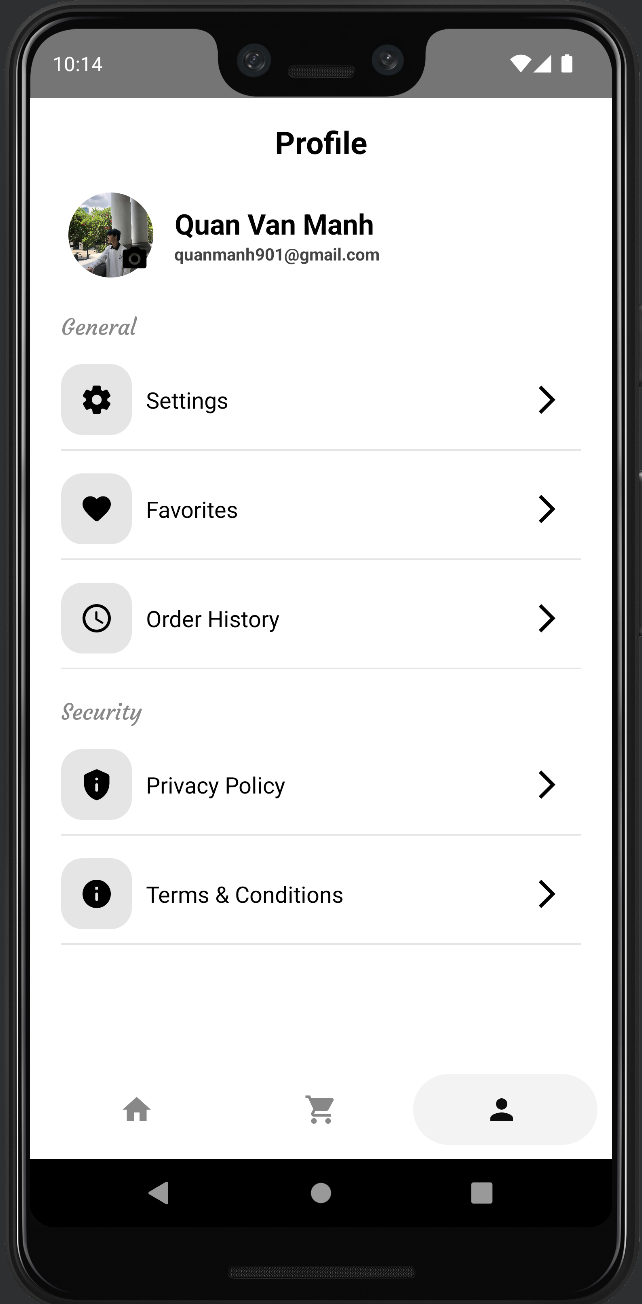 10:14
Profile
Quan Van Manh
quanmanh901@gmail.com
General
Settings
Favorites
Order History
Security
Privacy Policy
Terms & Conditions